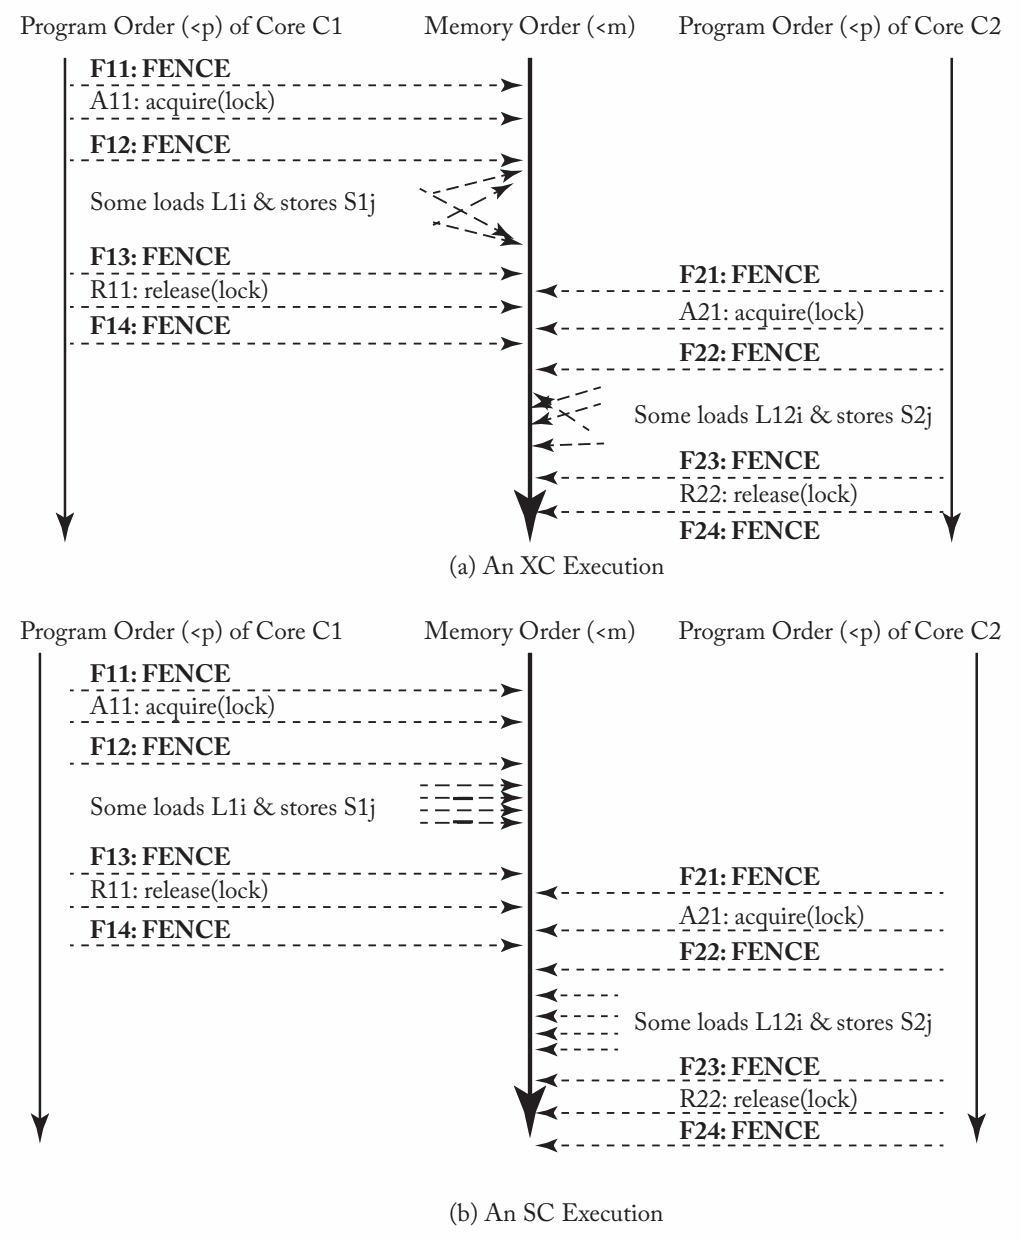 Program Order (<p) of Core C1 Memory Order (<m) Program Order (<p) of Core C2
F11: FENCE
A11: acquire(lock)
F12: FENCE
Some loads L1i & stores S1j
F13: FENCE
R11: release(lock)
F14: FENCE
F21: FENCE
A21: acquire(lock)
F22: FENCE
Some loads L12i & stores S2j
F23: FENCE
R22: release(lock)
F24: FENCE
(a) An XC Execution
Program Order (<p) of Core C1 Memory Order (<m) Program Order (<p) of Core C2
F11: FENCE
A11: acquire(lock)
F12: FENCE
Some loads L1i & stores S1j
F13: FENCE
R11: release(lock)
F14: FENCE
F21: FENCE
A21: acquire(lock)
F22: FENCE
Some loads L12i & stores S2j
F23: FENCE
R22: release(lock)
F24: FENCE
(b) An SC Execution